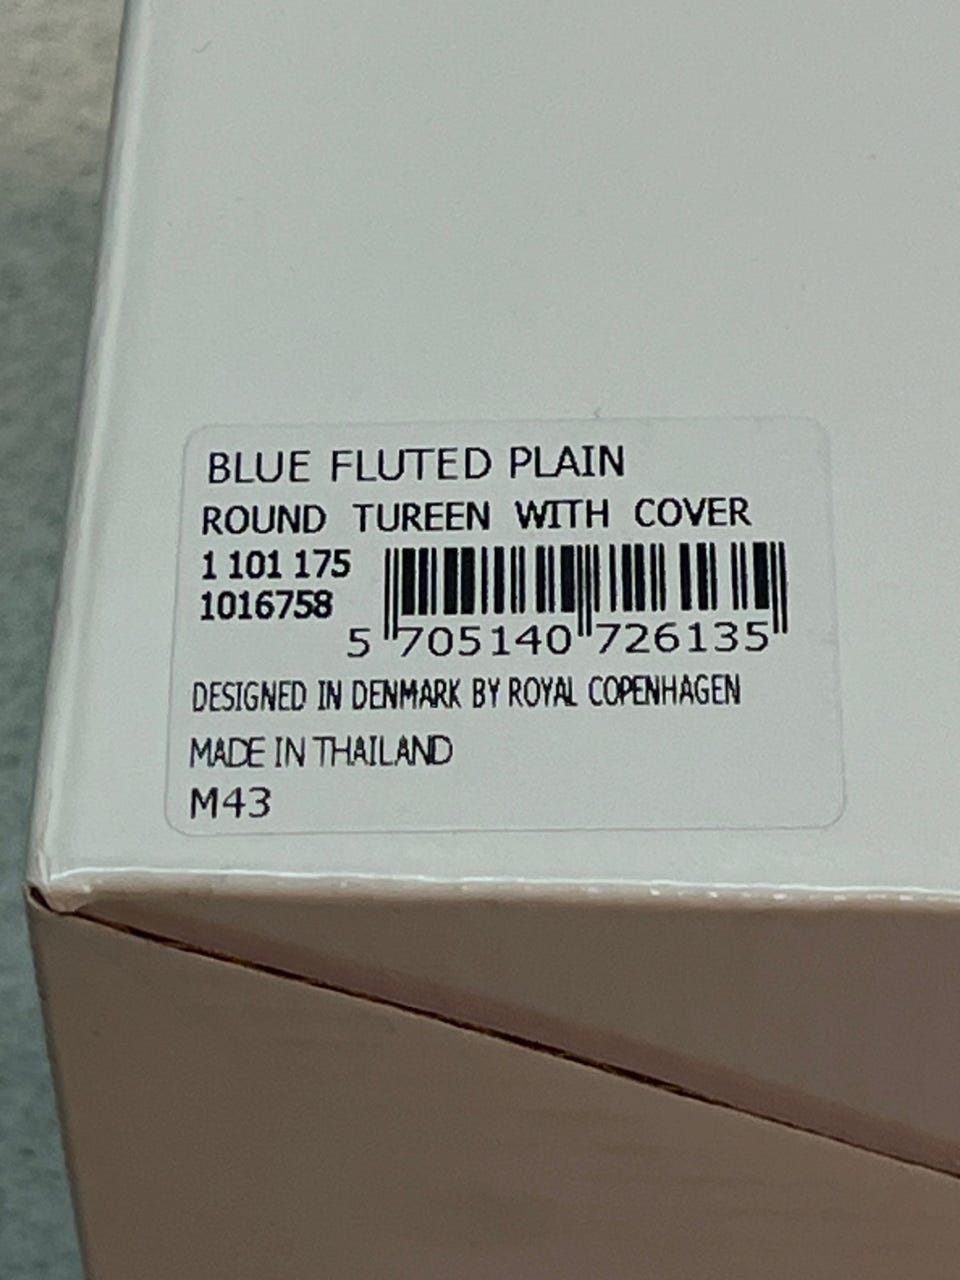 BLUE FLUTED PLAIN
ROUND TUREEN WITH COVER
1 101 175
1016758
5 705140 726135
DESIGNED IN DENMARK BY ROYAL COPENHAGEN
MADE IN THAILAND
M43